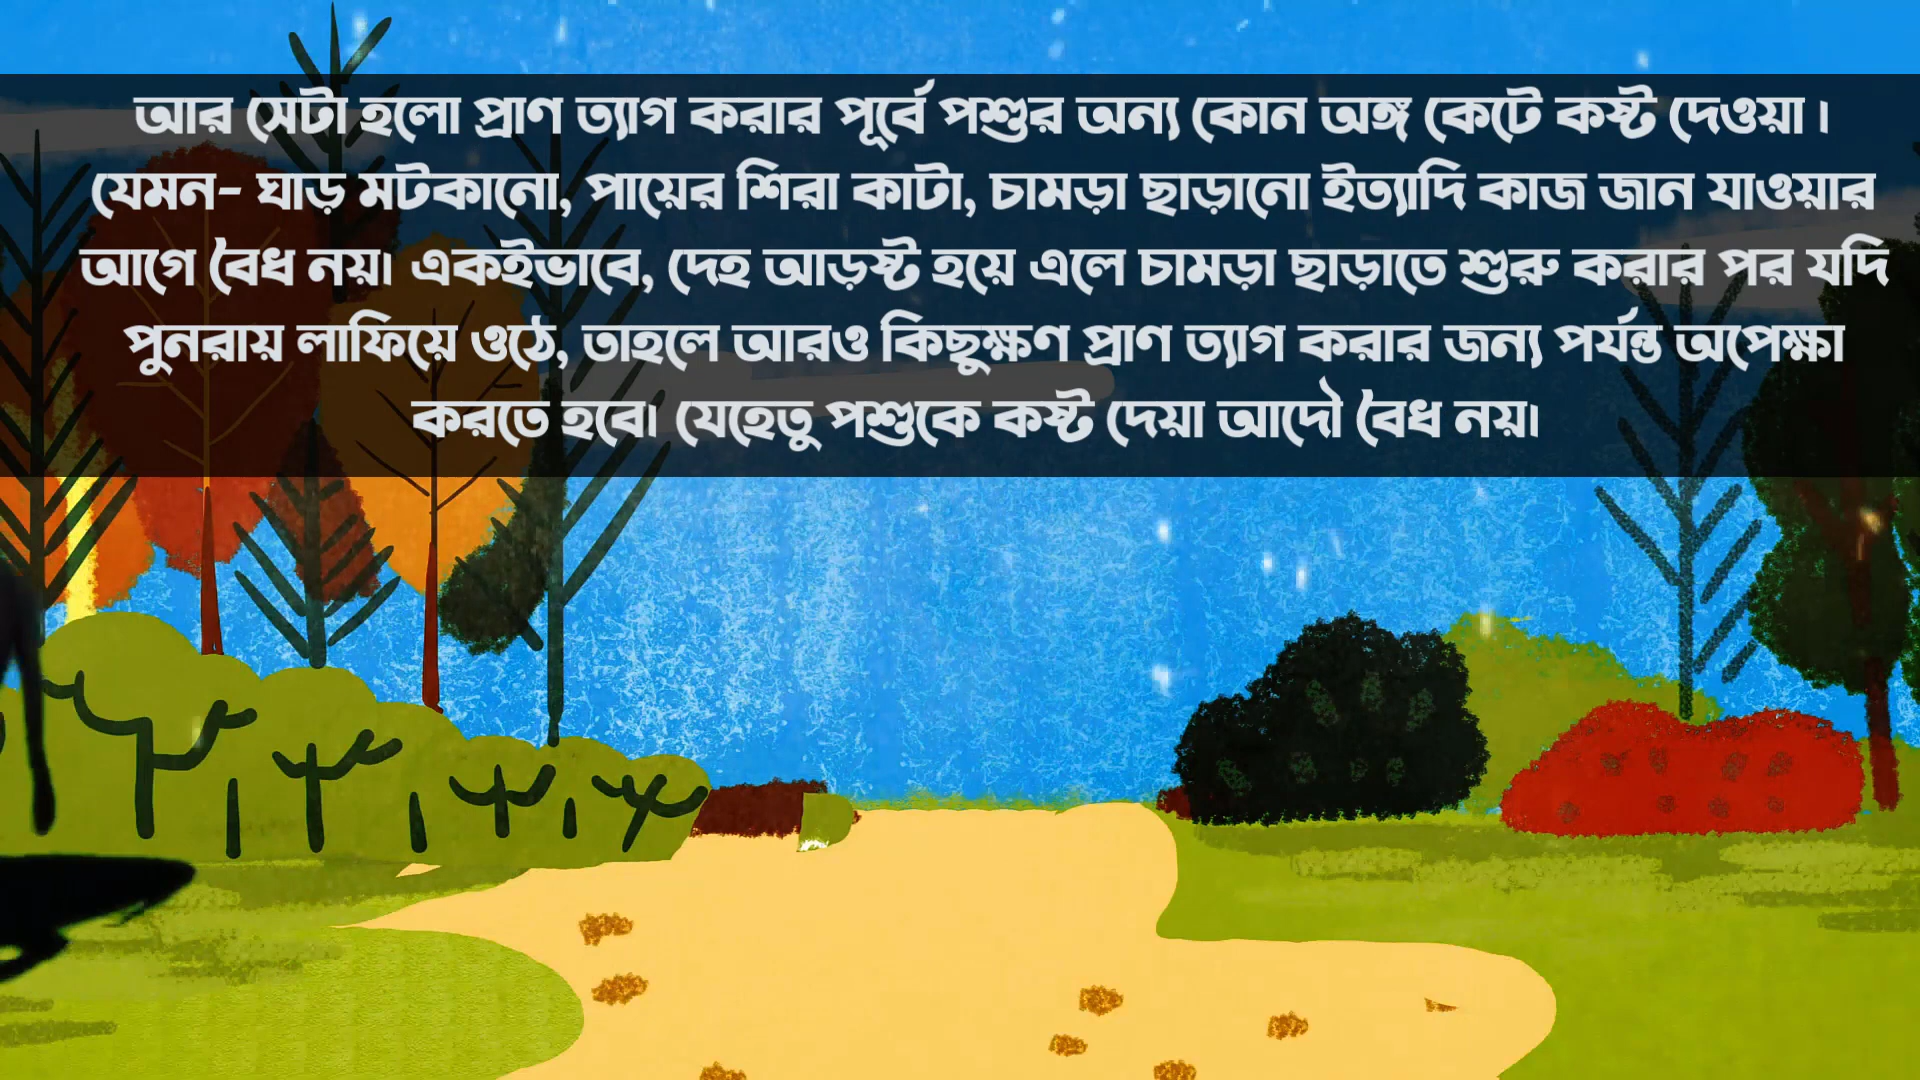 আর সেটা হলো প্রাণ ত্যাগ করার পূর্বে পশুর অন্য কোন অঙ্গ কেটে কষ্ট দেওয়া।
যেমন- ঘাড় মটকানো, পায়ের শিরা কাটা, চামড়া ছাড়ানো ইত্যাদি কাজ জান যাওয়ার
আগে বৈধ নয়। একইভাবে, দেহ আড়ষ্ট হয়ে এলে চামড়া ছাড়াতে শুরু করার পর যদি
পুনরায় লাফিয়ে ওঠে, তাহলে আরও কিছুক্ষণ প্রাণ ত্যাগ করার জন্য পর্যন্ত অপেক্ষা
করতে হবে। যেহেতু পশুকে কষ্ট দেয়া আদৌ বৈধ নয়।